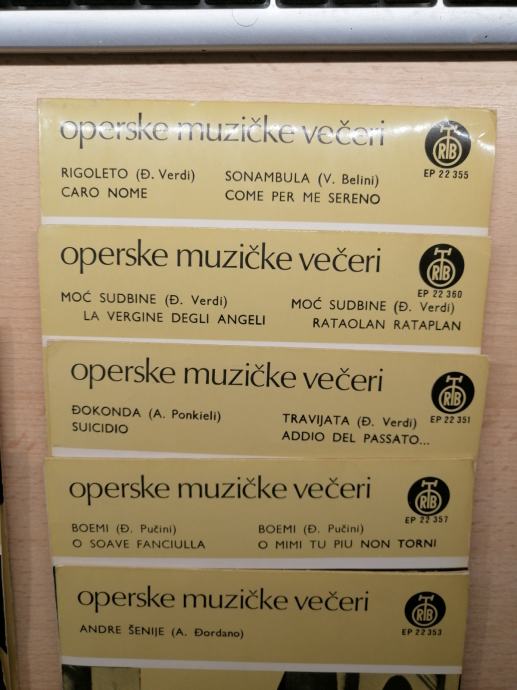 operske muzičke večeri
RTB
EP 22 355
RIGOLETO (Đ. Verdi) SONAMBULA (V. Belini)
CARO NOME COME PER ME SERENO
operske muzičke večeri
RTB
EP 22 360
MOĆ SUDBINE (Đ. Verdi) MOĆ SUDBINE (Đ. Verdi)
LA VERGINE DEGLI ANGELI RATAOLAN RATAPLAN
operske muzičke večeri
RTB
EP 22 351
ĐOKONDA (A. Ponkieli) TRAVIJATA (Đ. Verdi)
SUICIDIO ADDIO DEL PASSATO...
operske muzičke večeri
RTB
EP 22 357
BOEMI (Đ. Pučini) BOEMI (Đ. Pučini)
O SOAVE FANCIULLA O MIMI TU PIU NON TORNI
operske muzičke večeri
RTB
EP 22 353
ANDRE ŠENIJE (A. Đordano)